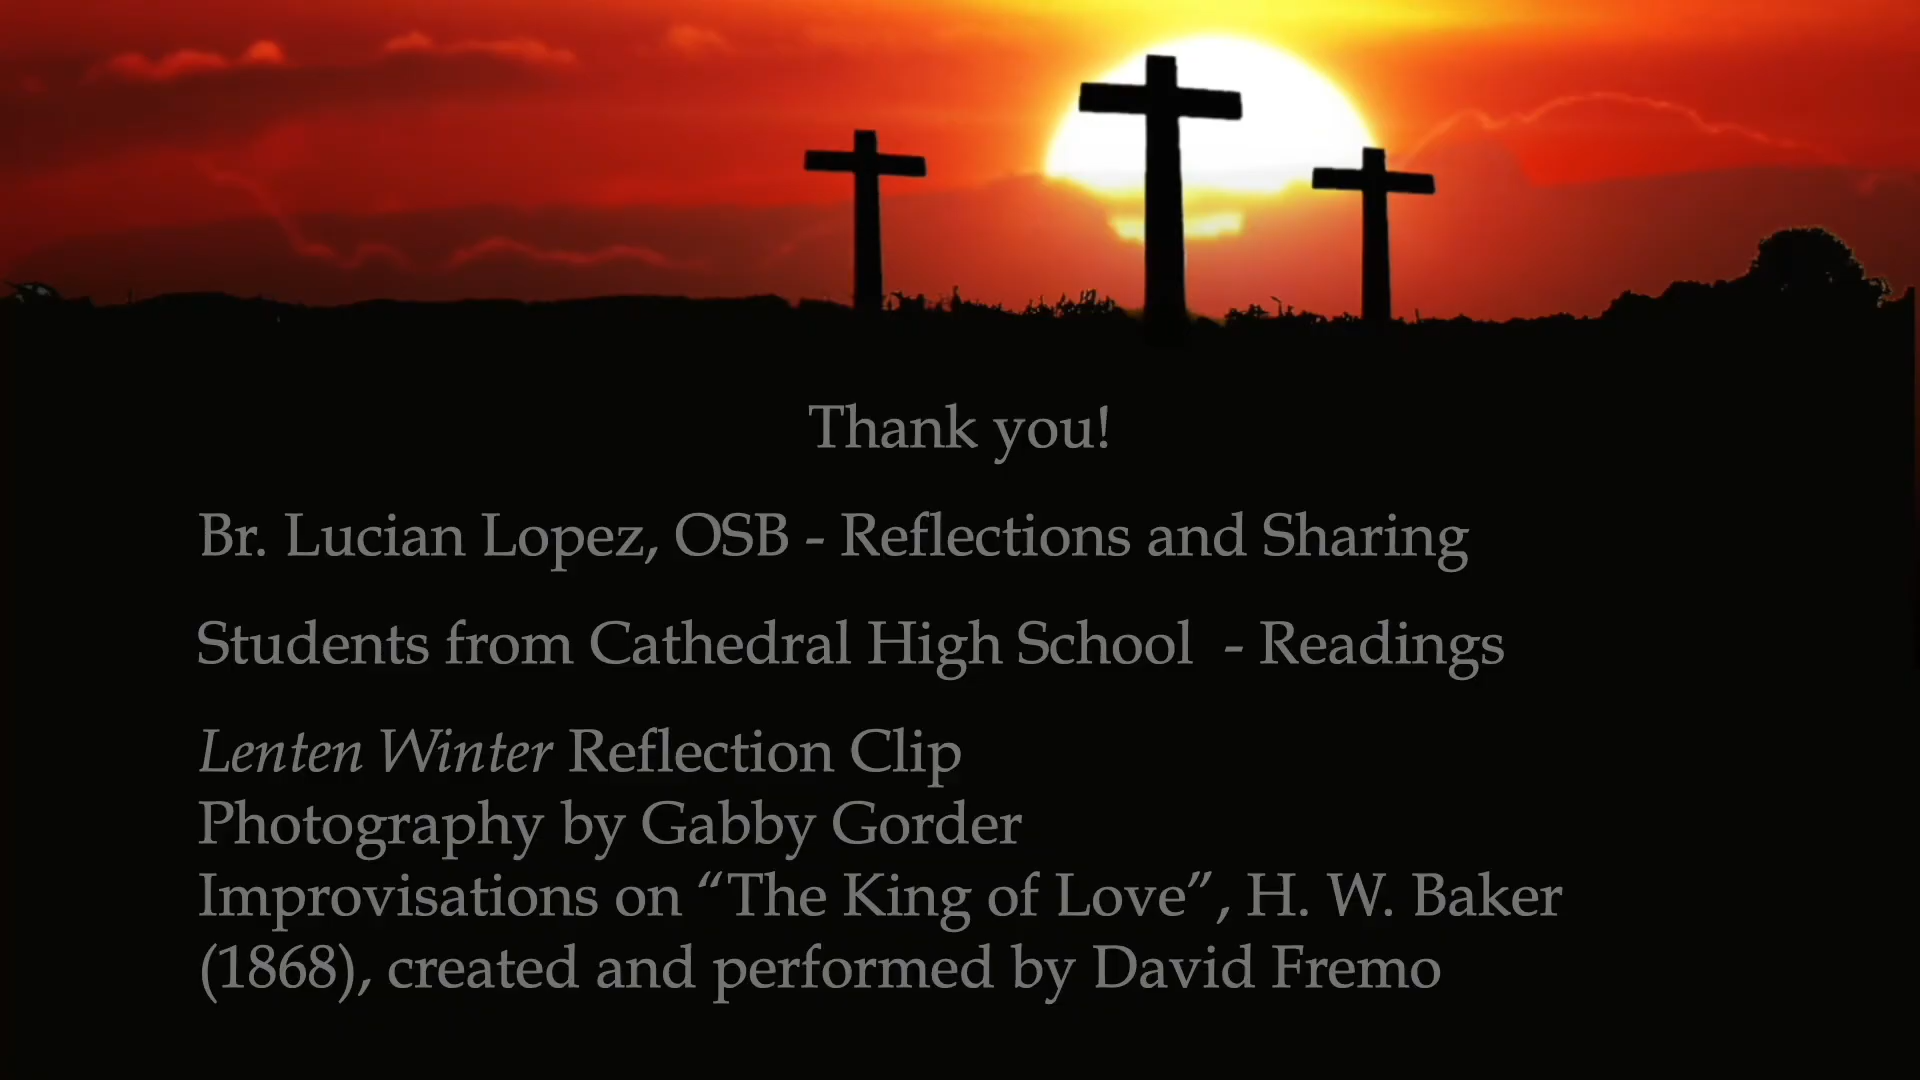 Thank you!
Br. Lucian Lopez, OSB - Reflections and Sharing
Students from Cathedral High School  - Readings
Lenten Winter Reflection Clip
Photography by Gabby Gorder
Improvisations on “The King of Love”, H. W. Baker
(1868), created and performed by David Fremo